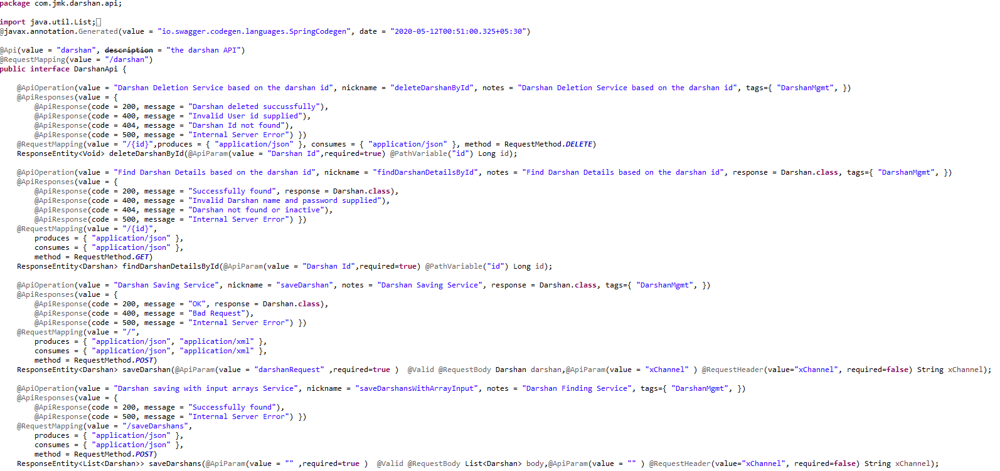 package com.jmk.darshan.api;
import java.util.List;
@javax.annotation.Generated(value = "io.swagger.codegen.languages.SpringCodegen", date = "2020-05-12T00:51:00.325+05:30")
@Api(value = "darshan", description = "the darshan API")
@RequestMapping(value = "/darshan")
public interface DarshanApi {
@ApiOperation(value = "Darshan Deletion Service based on the darshan id", nickname = "deleteDarshanById", notes = "Darshan Deletion Service based on the darshan id", tags={ "DarshanMgmt", })
@ApiResponses(value = {
@ApiResponse(code = 200, message = "Darshan deleted succussfully"),
@ApiResponse(code = 400, message = "Invalid User id supplied"),
@ApiResponse(code = 404, message = "Darshan Id not found"),
@ApiResponse(code = 500, message = "Internal Server Error") })
@RequestMapping(value = "/{id}",produces = { "application/json" }, consumes = { "application/json" }, method = RequestMethod.DELETE)
ResponseEntity<Void> deleteDarshanById(@ApiParam(value = "Darshan Id",required=true) @PathVariable("id") Long id);
@ApiOperation(value = "Find Darshan Details based on the darshan id", nickname = "findDarshanDetailsById", notes = "Find Darshan Details based on the darshan id", response = Darshan.class, tags={ "DarshanMgmt", })
@ApiResponses(value = {
@ApiResponse(code = 200, message = "Successfully found", response = Darshan.class),
@ApiResponse(code = 400, message = "Invalid Darshan name and password supplied"),
@ApiResponse(code = 404, message = "Darshan not found or inactive"),
@ApiResponse(code = 500, message = "Internal Server Error") })
@RequestMapping(value = "/{id}",
produces = { "application/json" },
consumes = { "application/json" },
method = RequestMethod.GET)
ResponseEntity<Darshan> findDarshanDetailsById(@ApiParam(value = "Darshan Id",required=true) @PathVariable("id") Long id);
@ApiOperation(value = "Darshan Saving Service", nickname = "saveDarshan", notes = "Darshan Saving Service", response = Darshan.class, tags={ "DarshanMgmt", })
@ApiResponses(value = {
@ApiResponse(code = 200, message = "OK", response = Darshan.class),
@ApiResponse(code = 400, message = "Bad Request"),
@ApiResponse(code = 500, message = "Internal Server Error") })
@RequestMapping(value = "/",
produces = { "application/json", "application/xml" },
consumes = { "application/json", "application/xml" },
method = RequestMethod.POST)
ResponseEntity<Darshan> saveDarshan(@ApiParam(value = "darshanRequest" ,required=true )  @Valid @RequestBody Darshan darshan,@ApiParam(value = "xChannel" ) @RequestHeader(value="xChannel", required=false) String xChannel);
@ApiOperation(value = "Darshan saving with input arrays Service", nickname = "saveDarshansWithArrayInput", notes = "Darshan Finding Service", tags={ "DarshanMgmt", })
@ApiResponses(value = {
@ApiResponse(code = 200, message = "Successfully found"),
@ApiResponse(code = 500, message = "Internal Server Error") })
@RequestMapping(value = "/saveDarshans",
produces = { "application/json" },
consumes = { "application/json" },
method = RequestMethod.POST)
ResponseEntity<List<Darshan>> saveDarshans(@ApiParam(value = "" ,required=true )  @Valid @RequestBody List<Darshan> body,@ApiParam(value = "" ) @RequestHeader(value="xChannel", required=false) String xChannel);